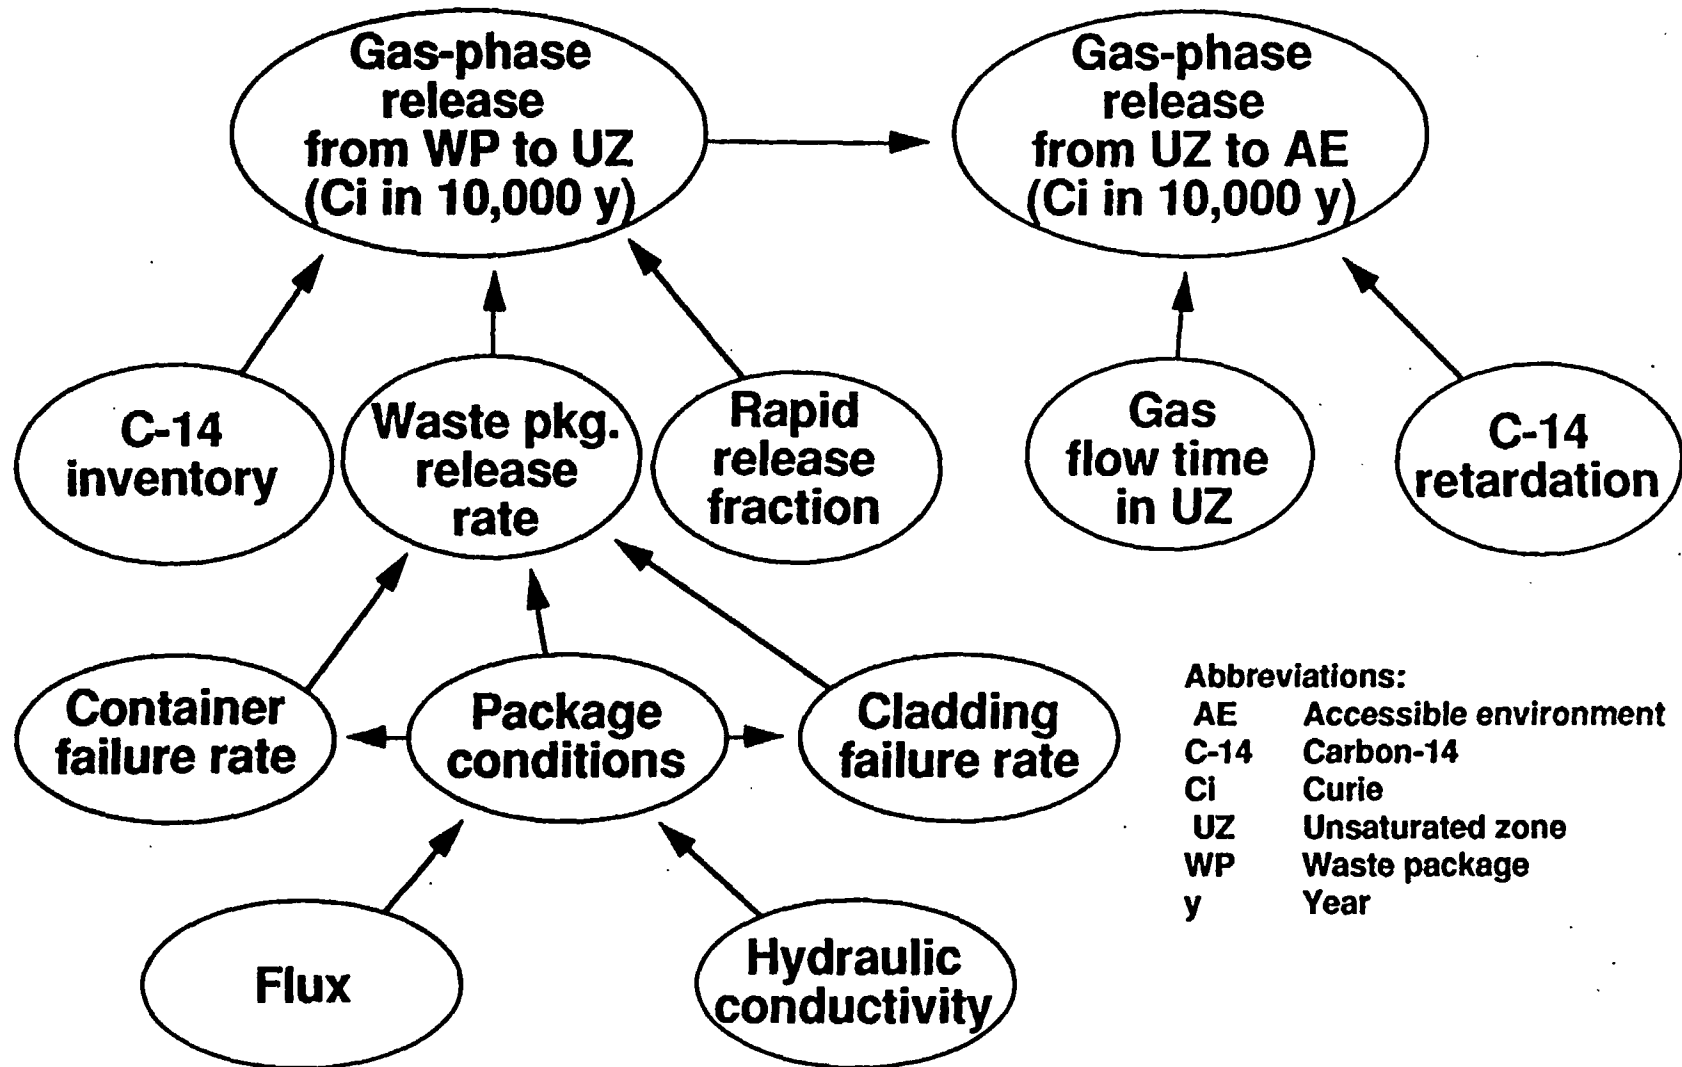 Gas-phase
release
from WP to UZ
(Ci in 10,000 y)
Gas-phase
release
from UZ to AE
(Ci in 10,000 y)
C-14
inventory
Waste pkg.
release
rate
Rapid
release
fraction
Gas
flow time
in UZ
C-14
retardation
Container
failure rate
Package
conditions
Cladding
failure rate
Flux
Hydraulic
conductivity
Abbreviations:
AE Accessible environment
C-14 Carbon-14
Ci Curie
UZ Unsaturated zone
WP Waste package
y Year